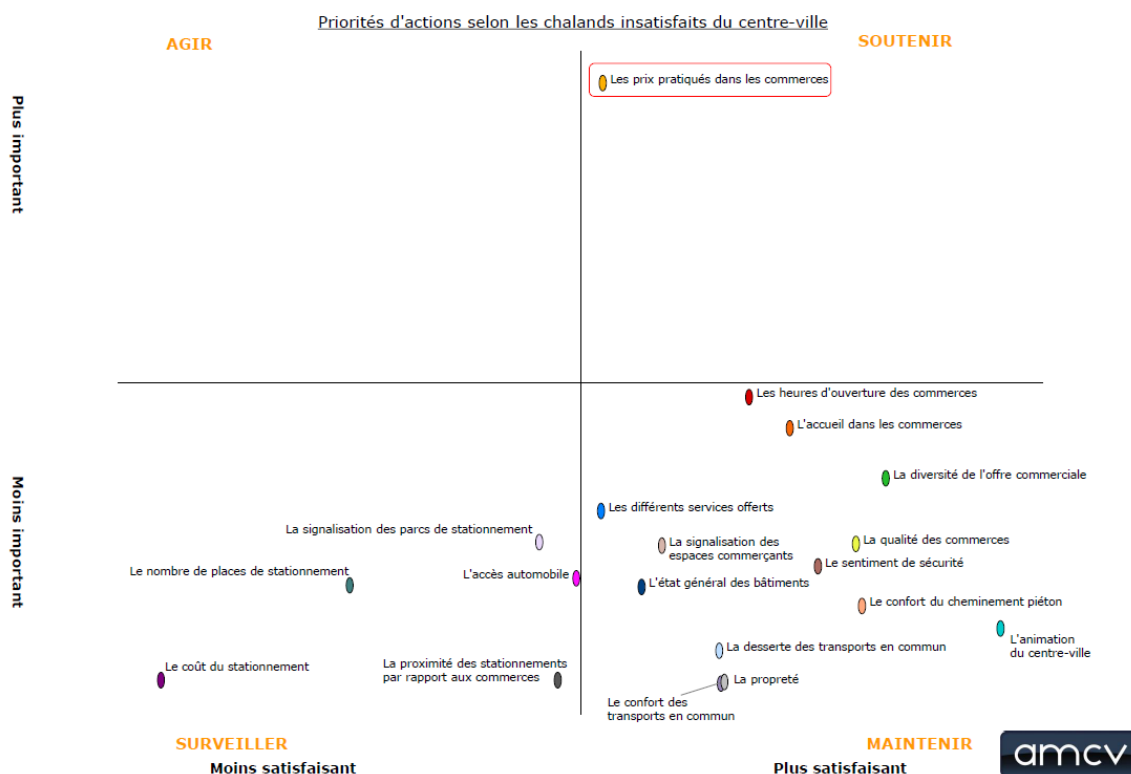 Priorités d'actions selon les chalands insatisfaits du centre-ville
AGIR
SOUTENIR
Plus important
Les prix pratiqués dans les commerces
Les heures d'ouverture des commerces
L'accueil dans les commerces
La diversité de l'offre commerciale
Moins important
Les différents services offerts
La signalisation des parcs de stationnement
La signalisation des
espaces commerçants
La qualité des commerces
Le sentiment de sécurité
Le nombre de places de stationnement
L'accès automobile
L'état général des bâtiments
Le confort du cheminement piéton
L'animation
du centre-ville
La desserte des transports en commun
Le coût du stationnement
La proximité des stationnements
par rapport aux commerces
La propreté
Le confort des
transports en commun
SURVEILLER
MAINTENIR
Moins satisfaisant
Plus satisfaisant
amcv